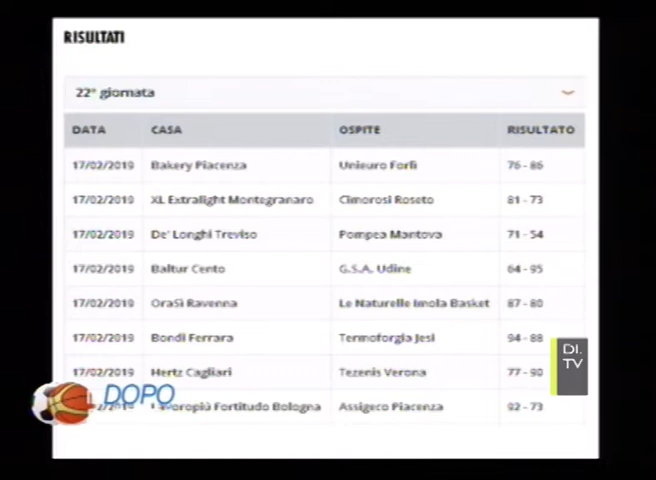 RISULTATI
22ª giornata
DATA CASA OSPITE RISULTATO
17/02/2019 Bakery Piacenza Unieuro Forlì 76 - 86
17/02/2019 XL Extralight Montegranaro Cimorosi Roseto 81 - 73
17/02/2019 De' Longhi Treviso Pompea Mantova 71 - 54
17/02/2019 Baltur Cento G.S.A. Udine 64 - 95
17/02/2019 OraSì Ravenna Le Naturelle Imola Basket 87 - 80
17/02/2019 Bondi Ferrara Termoforgia Jesi 94 - 88
17/02/2019 Hertz Cagliari Tezenis Verona 77 - 90
Fortitudo Bologna Assigeco Piacenza 92 - 73
DOPO
DI.
TV